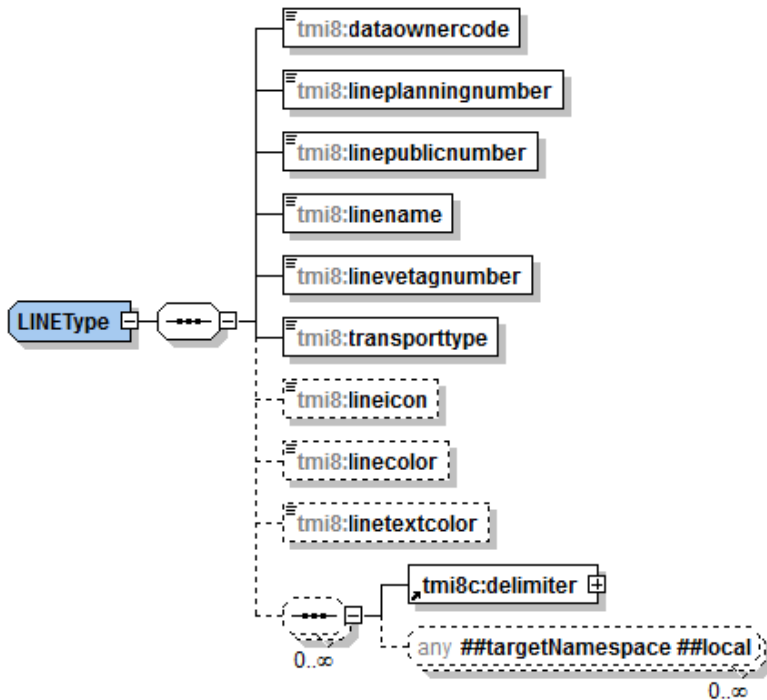 tmi8:dataownercode
tmi8:lineplanningnumber
tmi8:linepublicnumber
tmi8:linename
tmi8:linevetagnumber
LINEType
tmi8:transporttype
tmi8:lineicon
tmi8:linecolor
tmi8:linetextcolor
tmi8c:delimiter
any ##targetNamespace ##local
0..∞
0..∞